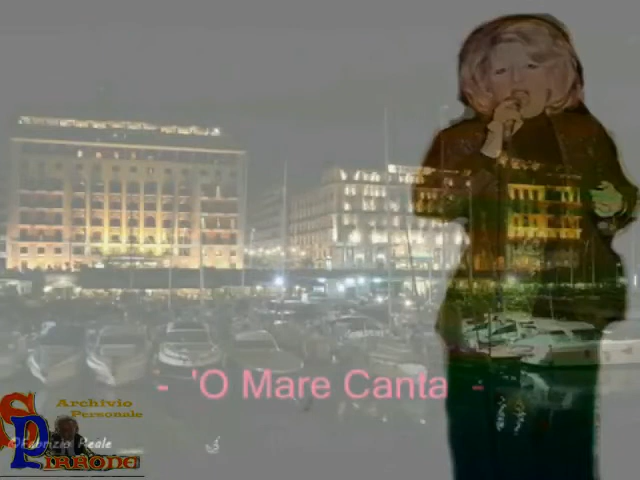 - 'O Mare Canta -
Archivio
Personale
S
PIRRONE
©Fabrizio Reale